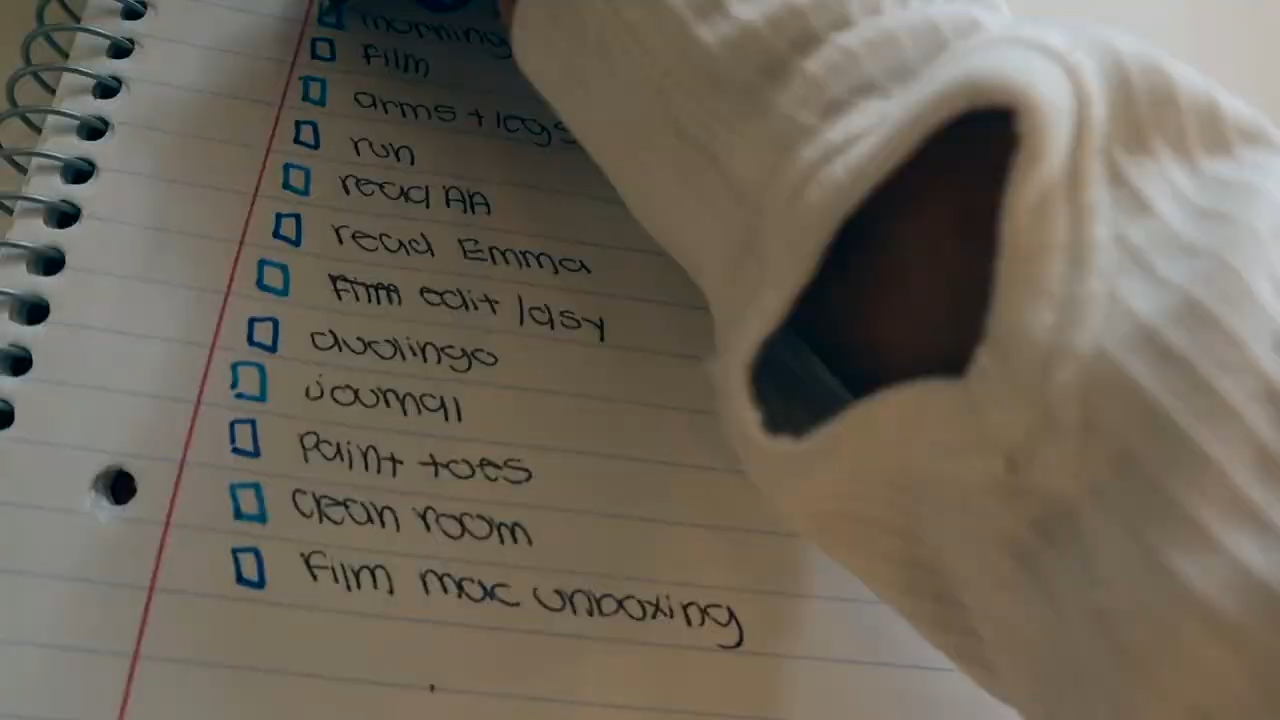 morning
film
arms + legs
run
read AA
read Emma
film edit /asy
duolingo
journal
paint toes
clean room
film mac unboxing